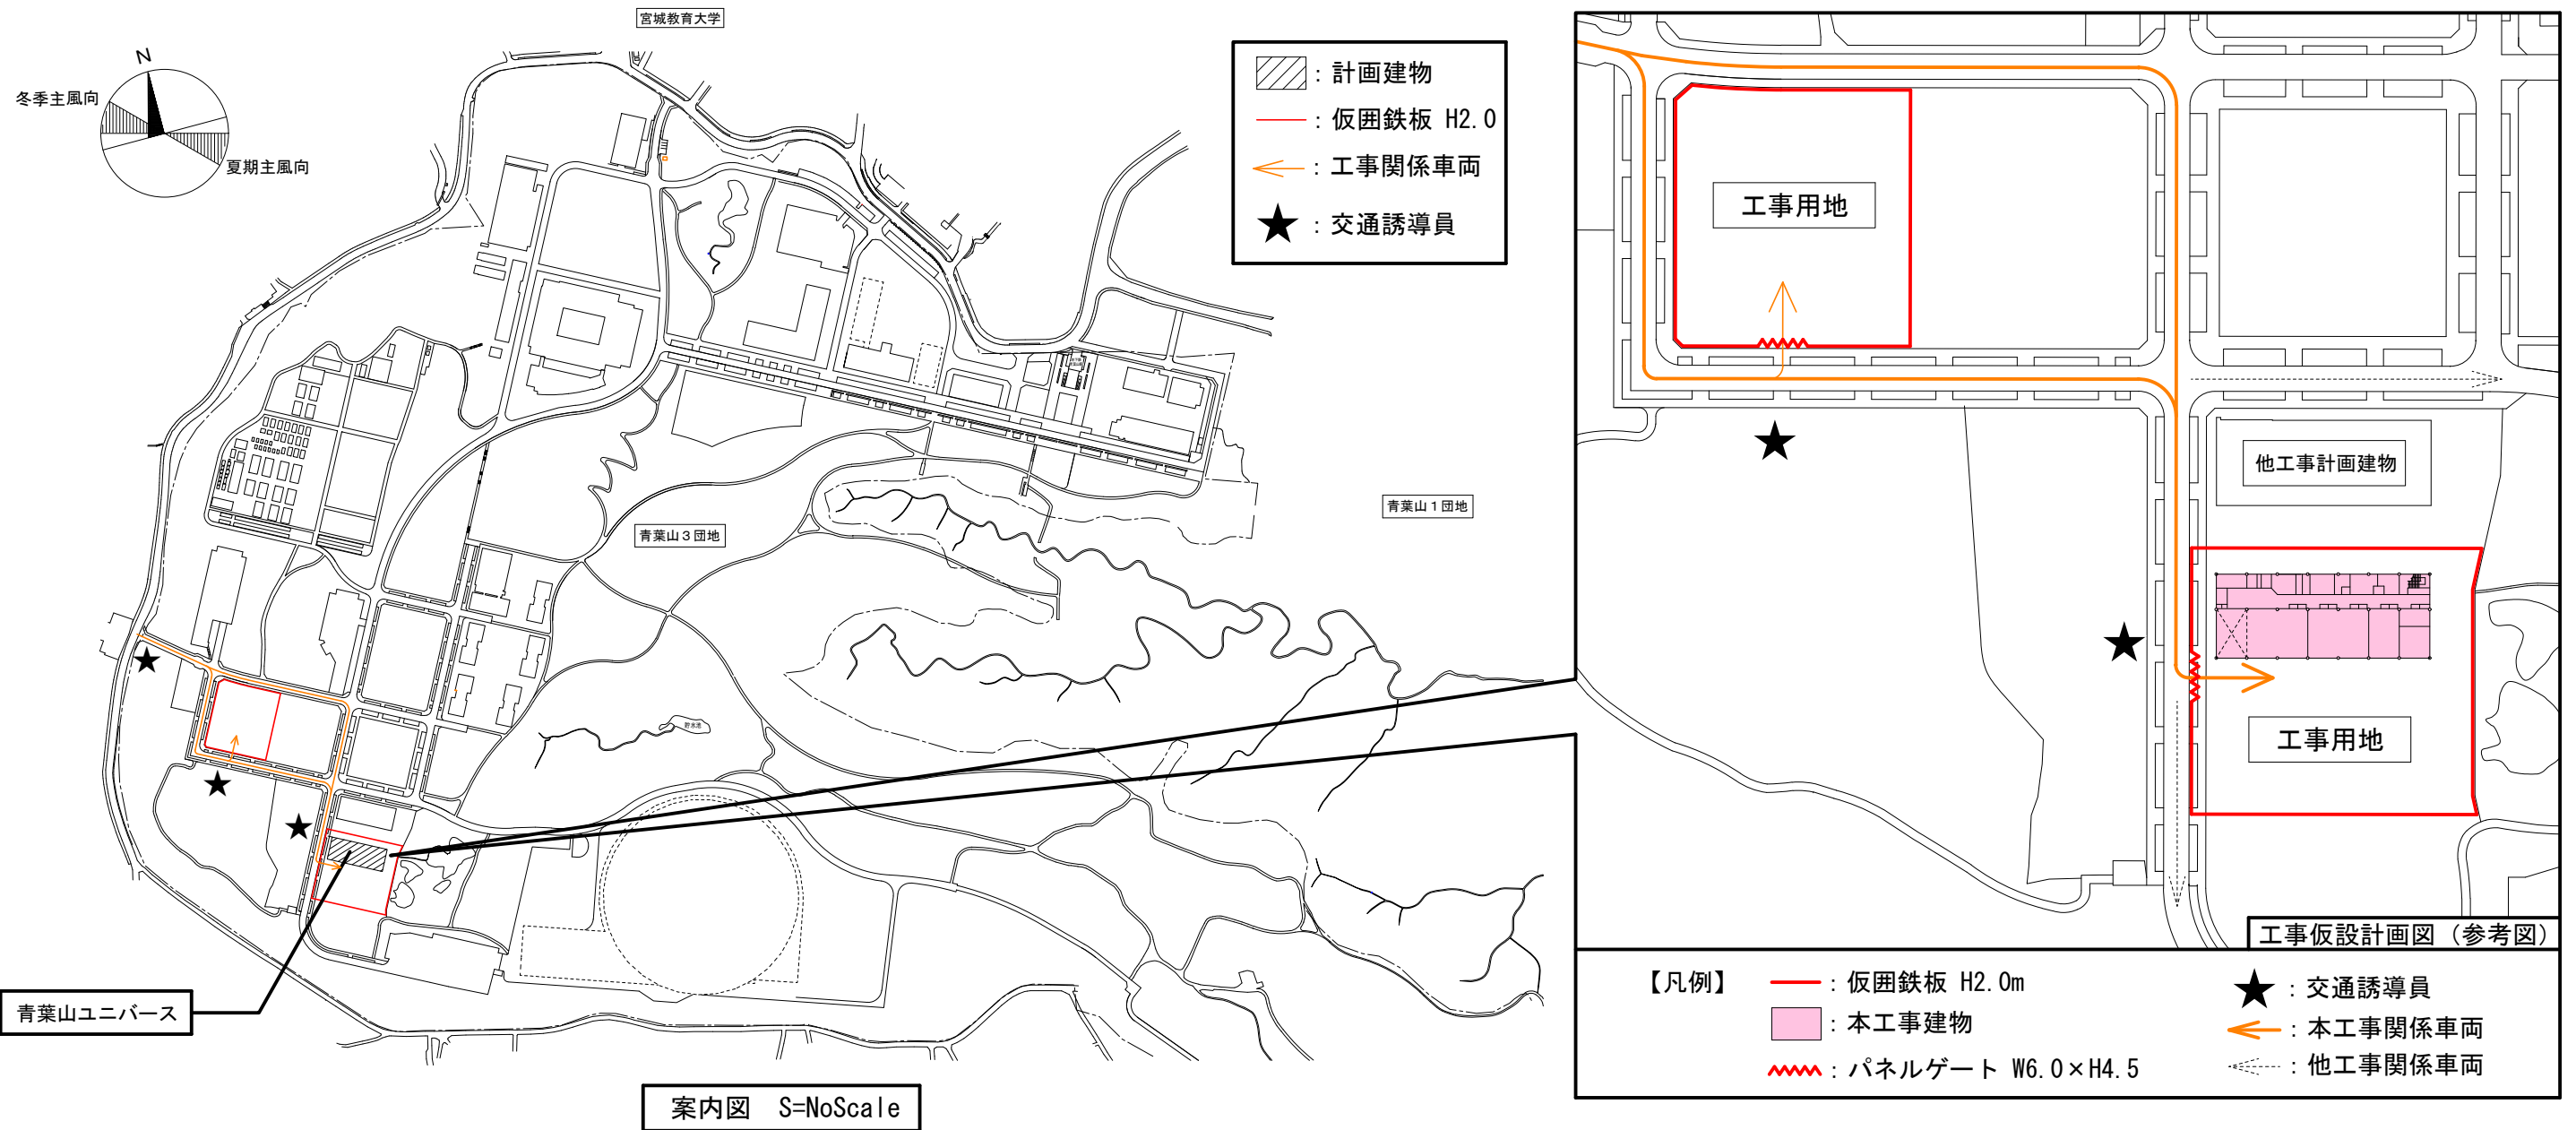 宮城教育大学
N
冬季主風向
夏期主風向
：計画建物
：仮囲鉄板 H2.0
：工事関係車両
：交通誘導員
青葉山３団地
青葉山１団地
貯水池
青葉山ユニバース
案内図　S=NoScale
工事用地
他工事計画建物
工事用地
工事仮設計画図（参考図）
【凡例】
：仮囲鉄板 H2.0m
：本工事建物
：パネルゲート W6.0×H4.5
：交通誘導員
：本工事関係車両
：他工事関係車両